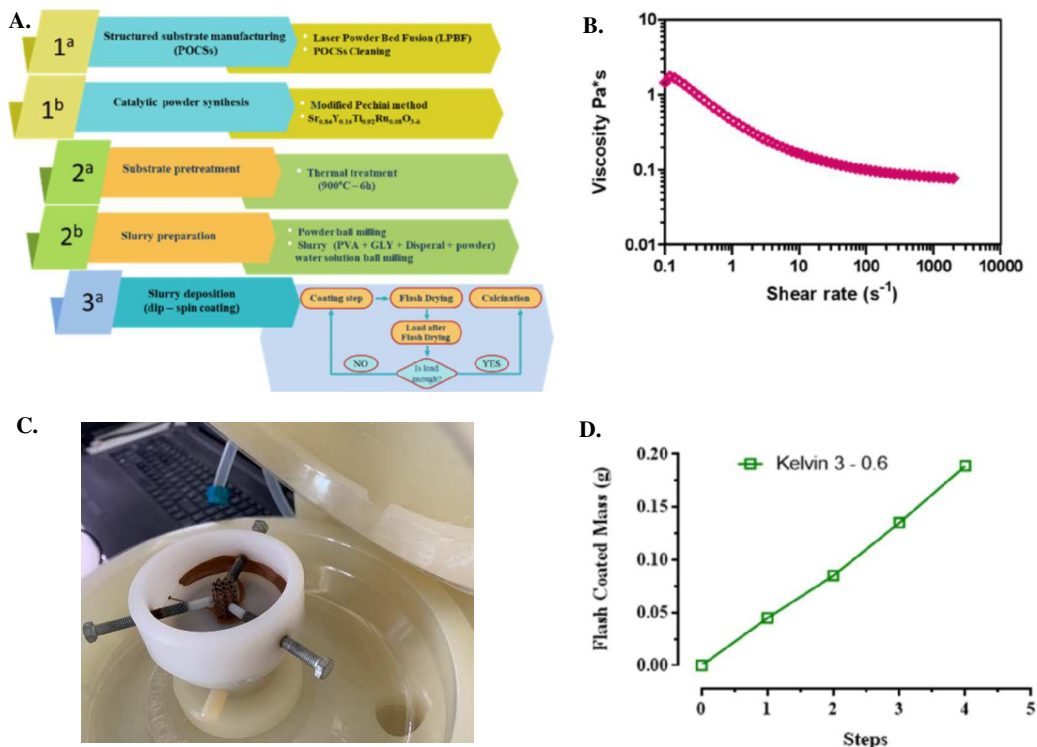 A.
1a
Structured substrate manufacturing
(POCSs)
Laser Powder Bed Fusion (LPBF)
POCSs Cleaning
1b
Catalytic powder synthesis
Modified Pechini method
Sr0.84Y0.16Ti0.92Ru0.08O3-δ
2a
Substrate pretreatment
Thermal treatment
(900°C – 6h)
2b
Slurry preparation
Powder ball milling
Slurry (PVA + GLY + Disperal + powder)
water solution ball milling
3a
Slurry deposition
(dip – spin coating)
Coating step
Flash Drying
Calcination
Load after
Flash Drying
NO
YES
Is load
enough?
B.
Viscosity Pa*s
10
1
0.1
0.01
0.1 1 10 100 1000 10000
Shear rate (s-1)
C.
D.
Kelvin 3 - 0.6
Flash Coated Mass (g)
0.20
0.15
0.10
0.05
0.00
0 1 2 3 4 5
Steps